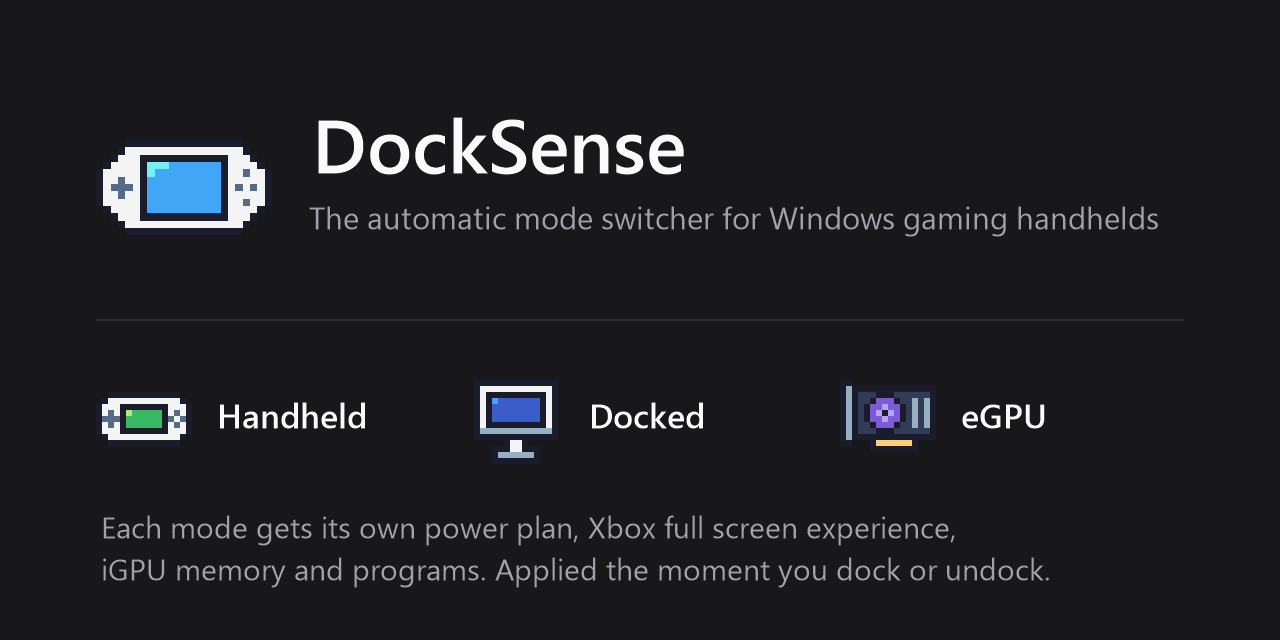 DockSense
The automatic mode switcher for Windows gaming handhelds
Handheld
Docked
eGPU
Each mode gets its own power plan, Xbox full screen experience,
iGPU memory and programs. Applied the moment you dock or undock.